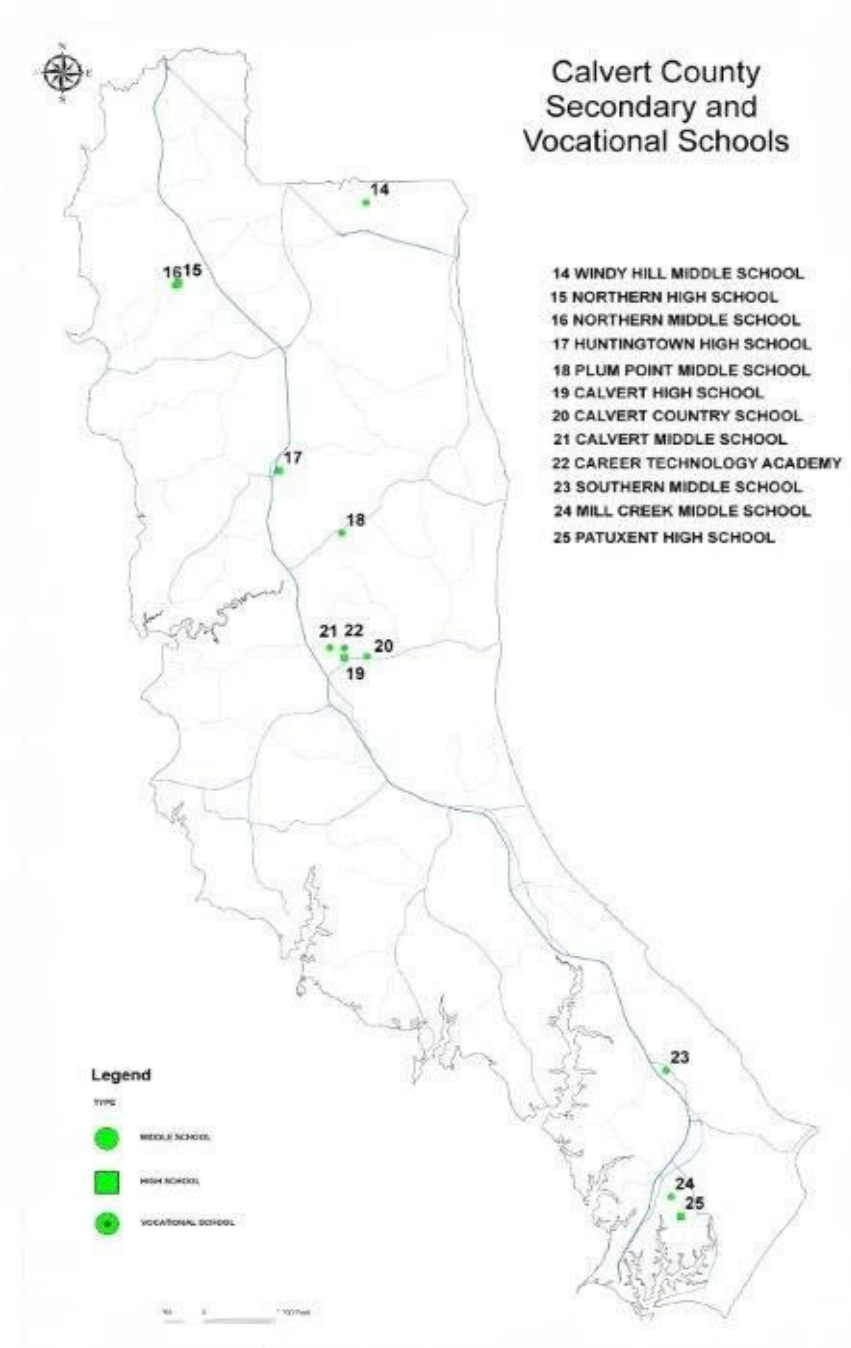 N
E
S
Calvert County
Secondary and
Vocational Schools
14
16 15
17
18
21 22
20
19
23
24
25
14 WINDY HILL MIDDLE SCHOOL
15 NORTHERN HIGH SCHOOL
16 NORTHERN MIDDLE SCHOOL
17 HUNTINGTOWN HIGH SCHOOL
18 PLUM POINT MIDDLE SCHOOL
19 CALVERT HIGH SCHOOL
20 CALVERT COUNTRY SCHOOL
21 CALVERT MIDDLE SCHOOL
22 CAREER TECHNOLOGY ACADEMY
23 SOUTHERN MIDDLE SCHOOL
24 MILL CREEK MIDDLE SCHOOL
25 PATUXENT HIGH SCHOOL
Legend
TYPE
MIDDLE SCHOOL
HIGH SCHOOL
VOCATIONAL SCHOOL